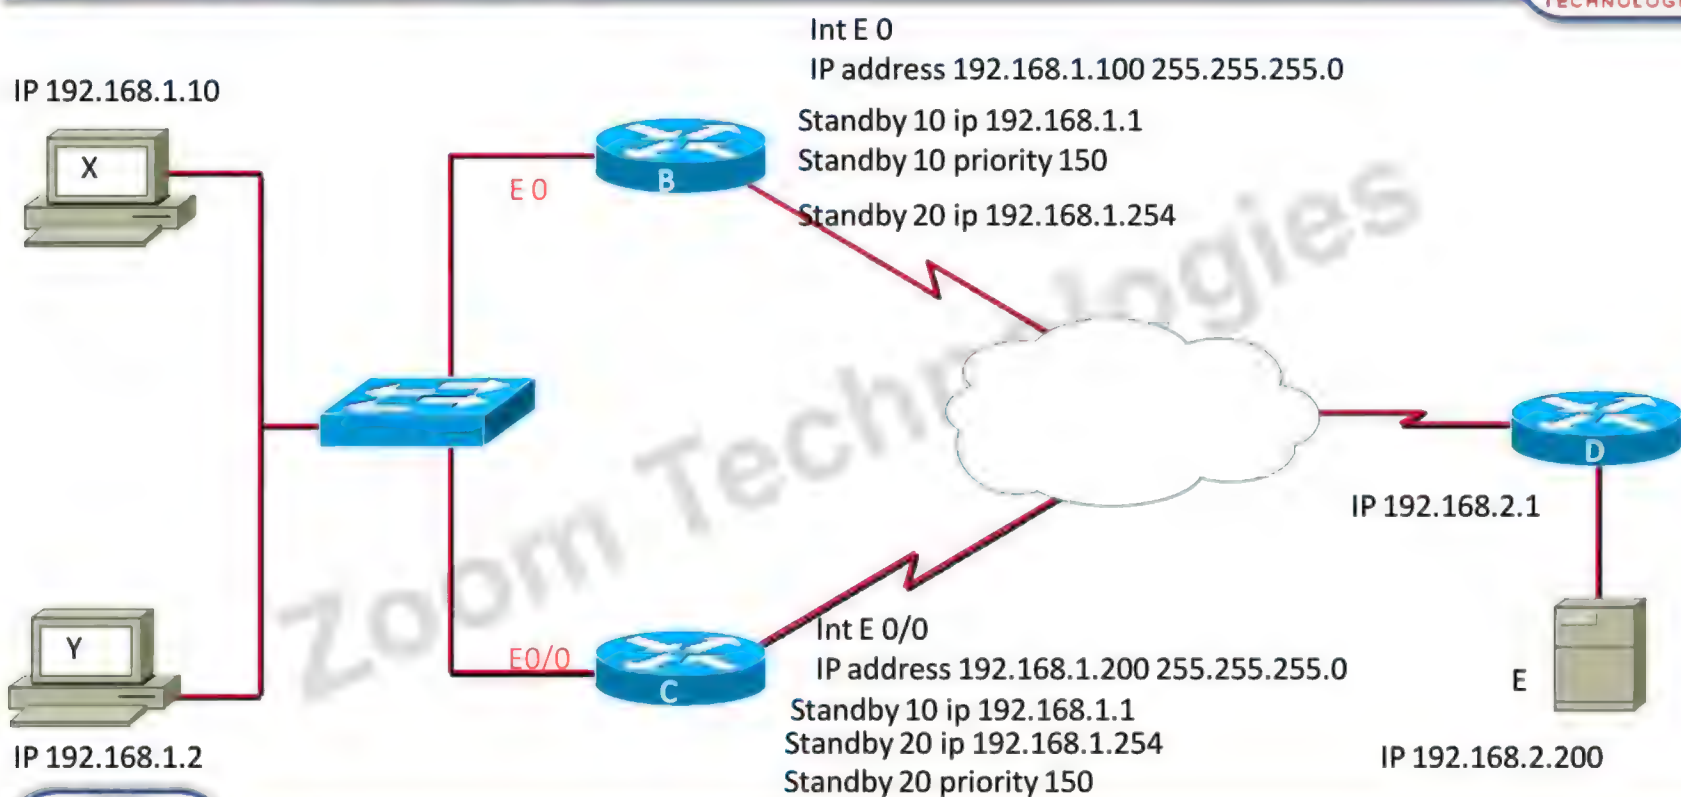 TECHNOLOGI
Int E 0
IP address 192.168.1.100 255.255.255.0
IP 192.168.1.10
Standby 10 ip 192.168.1.1
Standby 10 priority 150
X
E 0
B
Standby 20 ip 192.168.1.254
Zoom Technologies
D
IP 192.168.2.1
Int E 0/0
Y
E0/0
IP address 192.168.1.200 255.255.255.0
C
E
Standby 10 ip 192.168.1.1
Standby 20 ip 192.168.1.254
IP 192.168.1.2
IP 192.168.2.200
Standby 20 priority 150